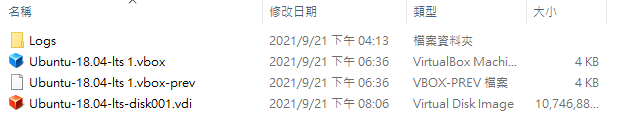 名稱 修改日期 類型 大小
Logs 2021/9/21 下午 04:13 檔案資料夾
Ubuntu-18.04-lts 1.vbox 2021/9/21 下午 06:36 VirtualBox Machi... 4 KB
Ubuntu-18.04-lts 1.vbox-prev 2021/9/21 下午 06:36 VBOX-PREV 檔案 4 KB
Ubuntu-18.04-lts-disk001.vdi 2021/9/21 下午 08:06 Virtual Disk Image 10,746,88...